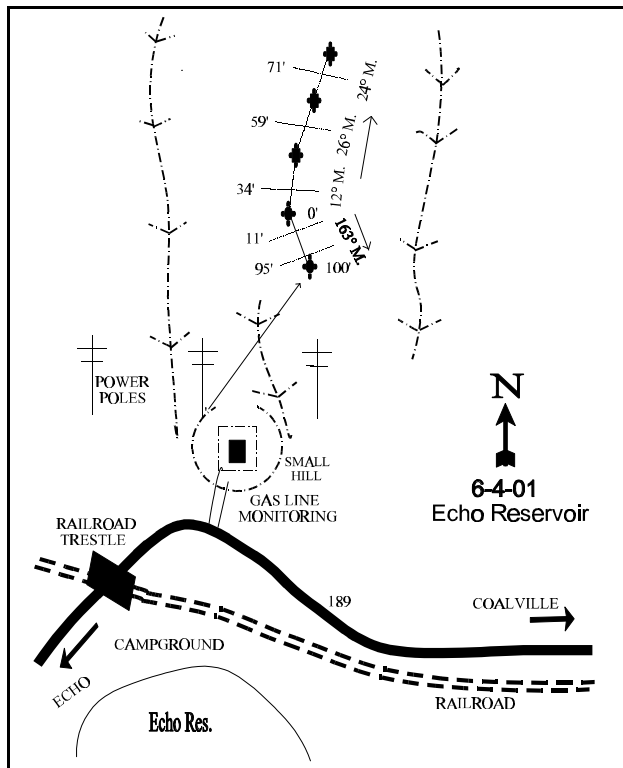 71'
24° M.
59'
26° M.
34'
12° M.
0'
11'
163° M.
95'
100'
POWER
POLES
N
SMALL
HILL
6-4-01
Echo Reservoir
GAS LINE
MONITORING
RAILROAD
TRESTLE
189
COALVILLE
CAMPGROUND
ECHO
RAILROAD
Echo Res.